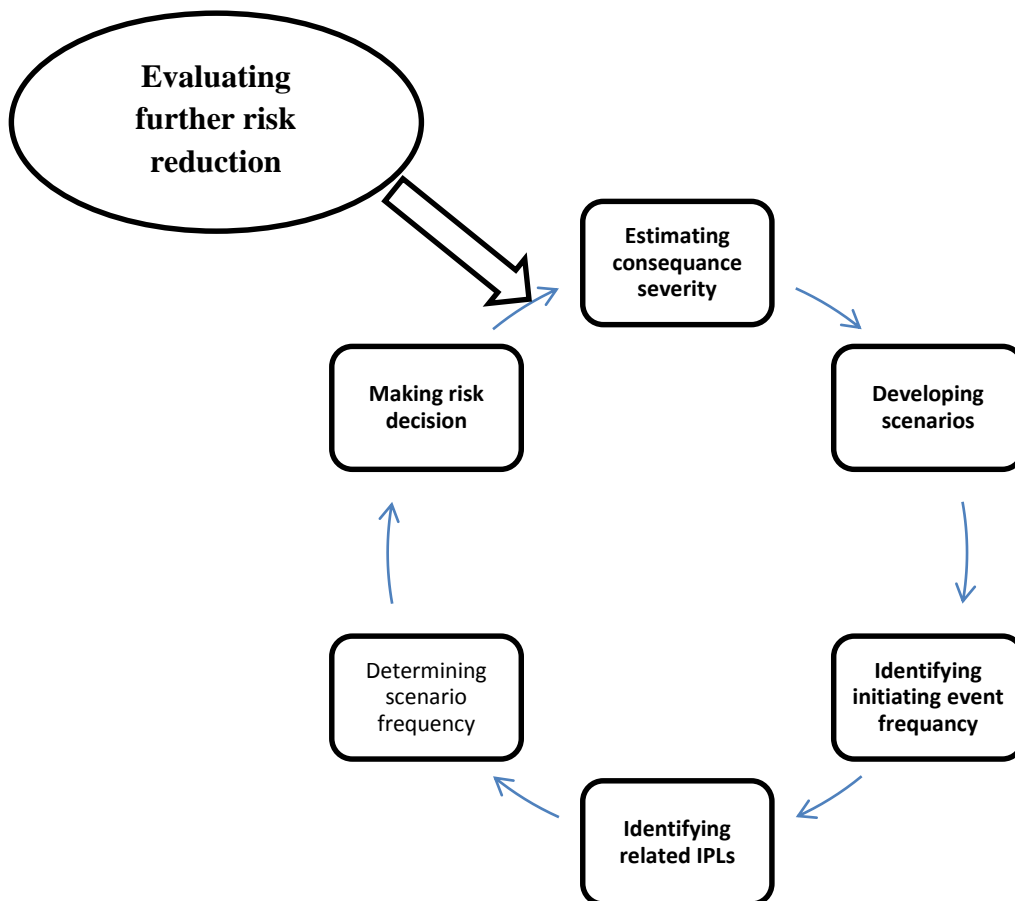 Evaluating
further risk
reduction
Estimating
consequance
severity
Developing
scenarios
Identifying
initiating event
frequancy
Identifying
related IPLs
Determining
scenario
frequency
Making risk
decision